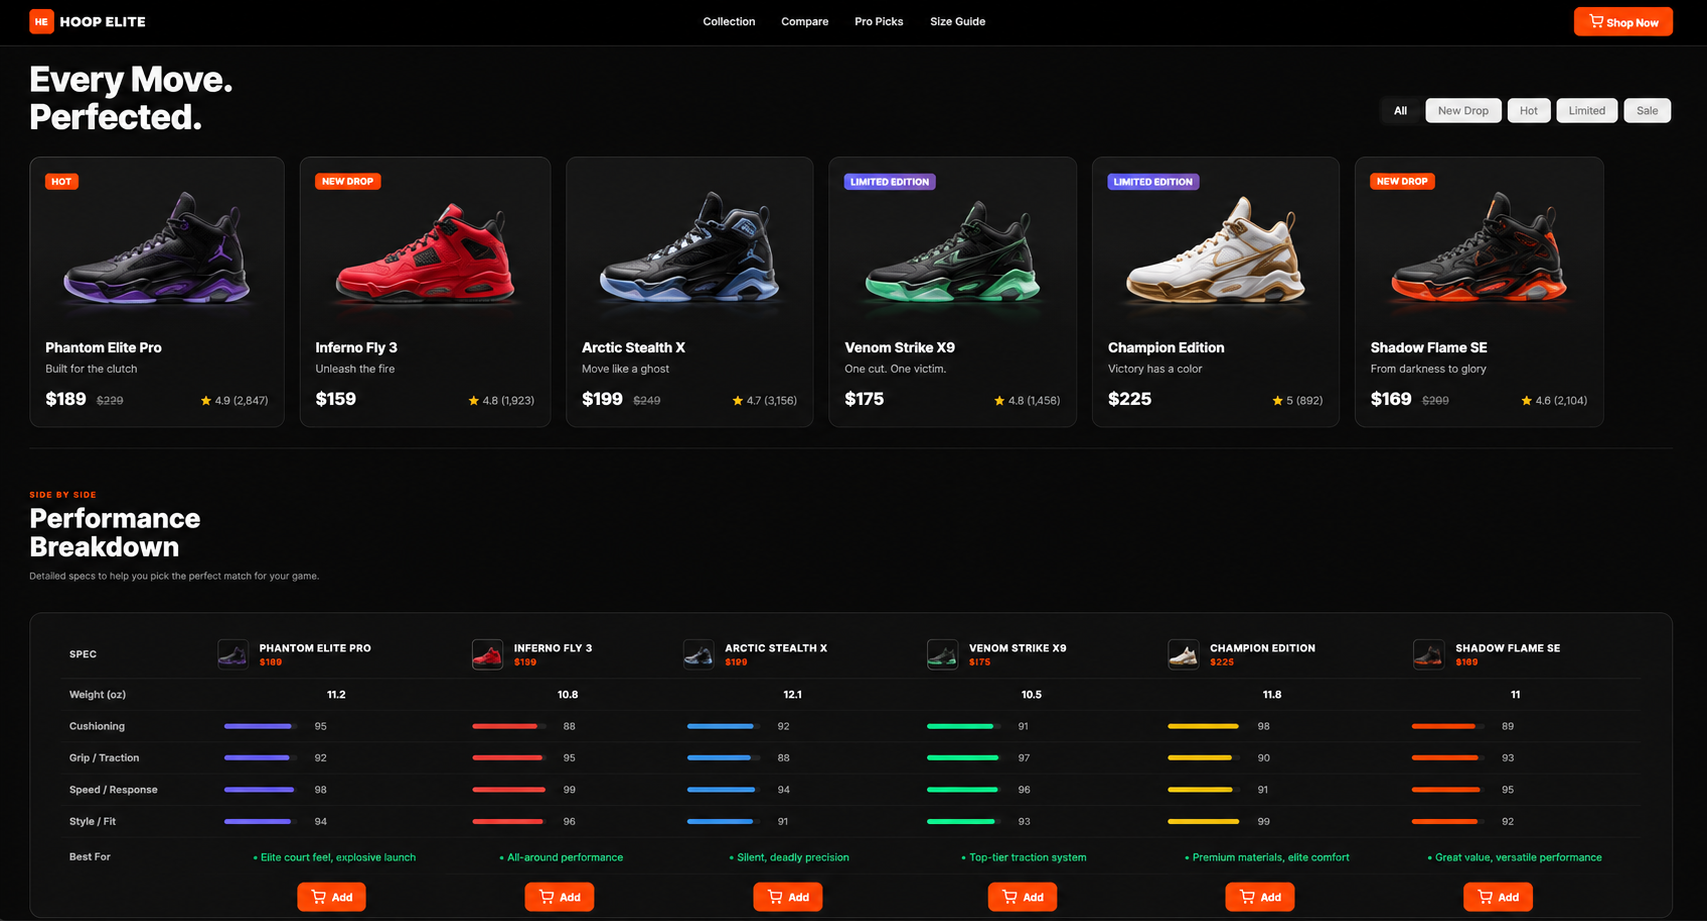 HE HOOP ELITE
Collection Compare Pro Picks Size Guide
Shop Now
Every Move.
Perfected.
All New Drop Hot Limited Sale
HOT
Phantom Elite Pro
Built for the clutch
$189 $229 ★ 4.9 (2,847)
NEW DROP
Inferno Fly 3
Unleash the fire
$159 ★ 4.8 (1,923)
Arctic Stealth X
Move like a ghost
$199 $249 ★ 4.7 (3,156)
LIMITED EDITION
Venom Strike X9
One cut. One victim.
$175 ★ 4.8 (1,456)
LIMITED EDITION
Champion Edition
Victory has a color
$225 ★ 5 (892)
NEW DROP
Shadow Flame SE
From darkness to glory
$169 $209 ★ 4.6 (2,104)
SIDE BY SIDE
Performance
Breakdown
Detailed specs to help you pick the perfect match for your game.
SPEC PHANTOM ELITE PRO INFERNO FLY 3 ARCTIC STEALTH X VENOM STRIKE X9 CHAMPION EDITION SHADOW FLAME SE
$175 $225
Weight (oz) 11.2 10.8 12.1 10.5 11.8 11
Cushioning 95 88 92 91 98 89
Grip / Traction 92 95 88 97 90 93
Speed / Response 98 99 94 96 91 95
Style / Fit 94 96 91 93 99 92
Best For • Elite court feel, explosive launch • All-around performance • Silent, deadly precision • Top-tier traction system • Premium materials, elite comfort • Great value, versatile performance
Add Add Add Add Add Add